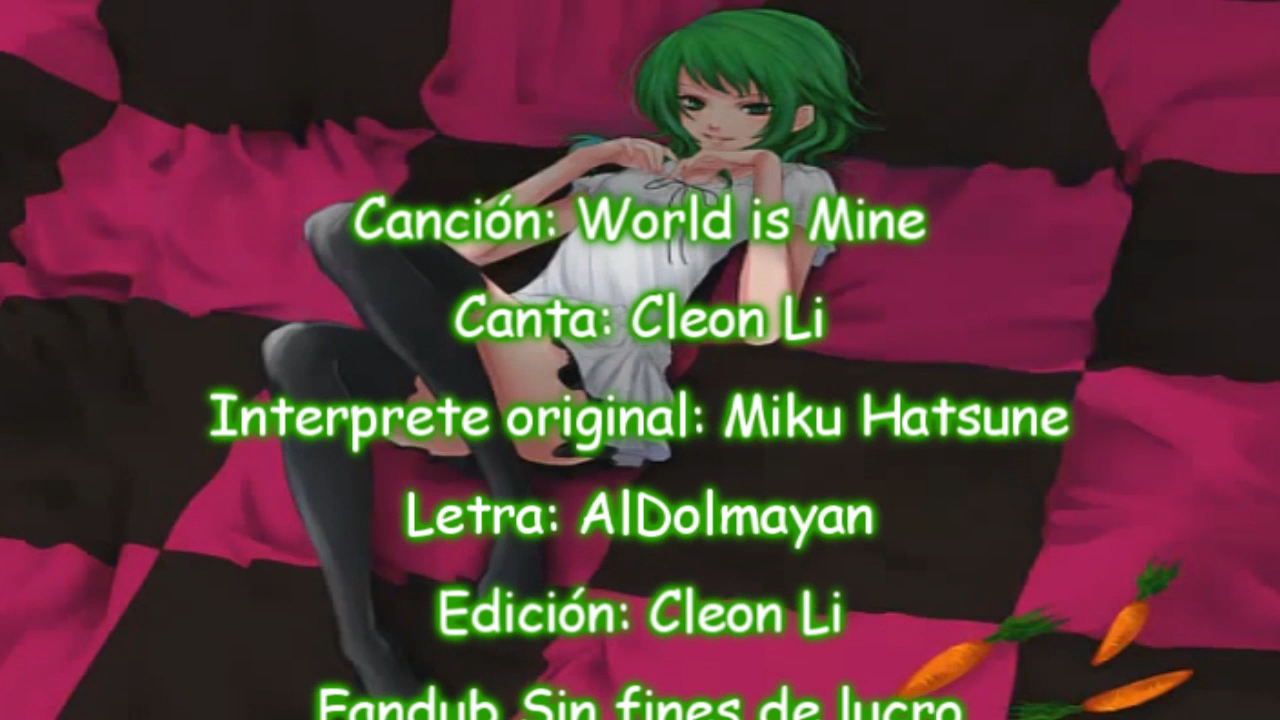 Canción: World is Mine
Canta: Cleon Li
Interprete original: Miku Hatsune
Letra: AlDolmayan
Edición: Cleon Li
Fandub Sin fines de lucro